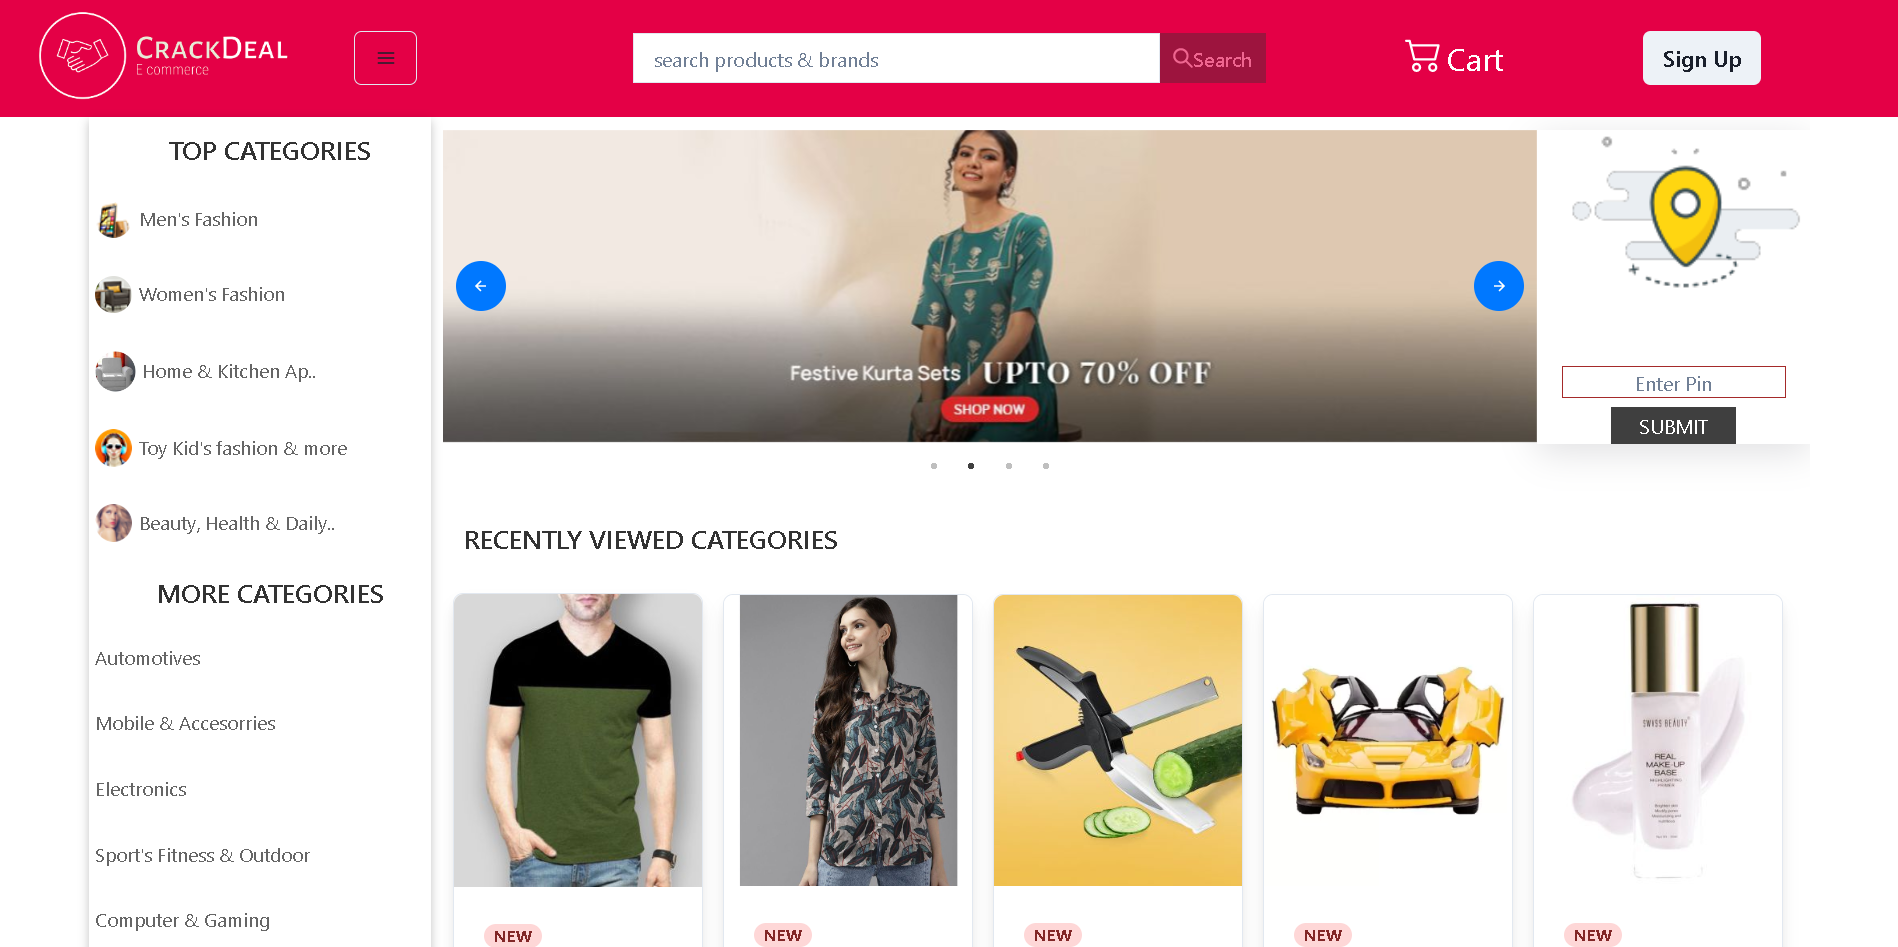 CRACKDEAL
E commerce
search products & brands
Search
Cart
Sign Up
TOP CATEGORIES
Men's Fashion
Women's Fashion
Home & Kitchen Ap..
Toy Kid's fashion & more
Beauty, Health & Daily..
MORE CATEGORIES
Automotives
Mobile & Accesorries
Electronics
Sport's Fitness & Outdoor
Computer & Gaming
Festive Kurta Sets | UPTO 70% OFF
SHOP NOW
Enter Pin
SUBMIT
RECENTLY VIEWED CATEGORIES
SWISS BEAUTY
REAL
MAKE-UP
BASE
NEW
NEW
NEW
NEW
NEW